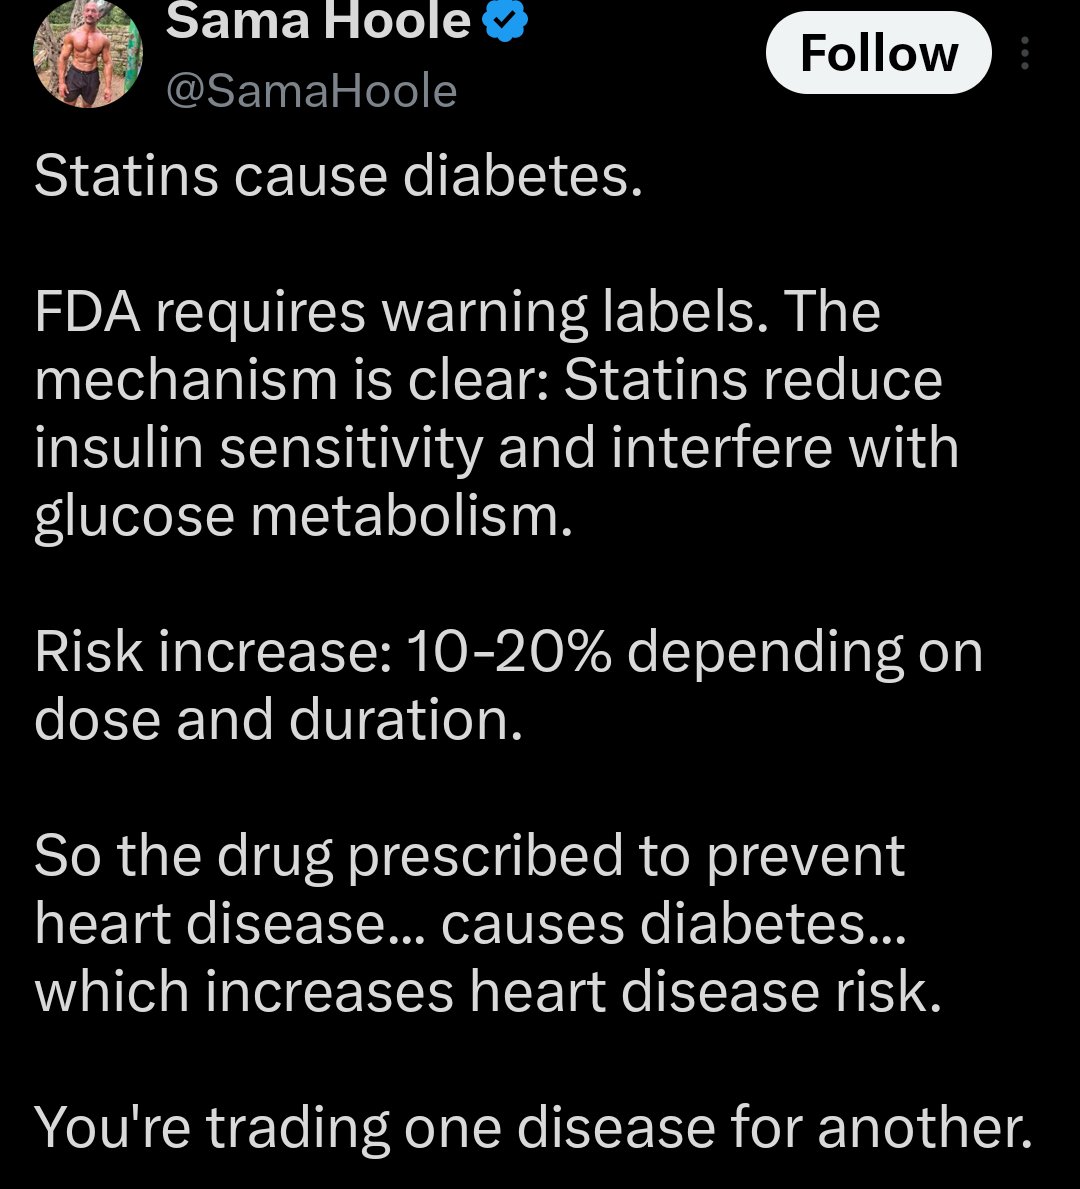 Sama Hoole
Follow
@SamaHoole
Statins cause diabetes.
FDA requires warning labels. The
mechanism is clear: Statins reduce
insulin sensitivity and interfere with
glucose metabolism.
Risk increase: 10-20% depending on
dose and duration.
So the drug prescribed to prevent
heart disease... causes diabetes...
which increases heart disease risk.
You're trading one disease for another.